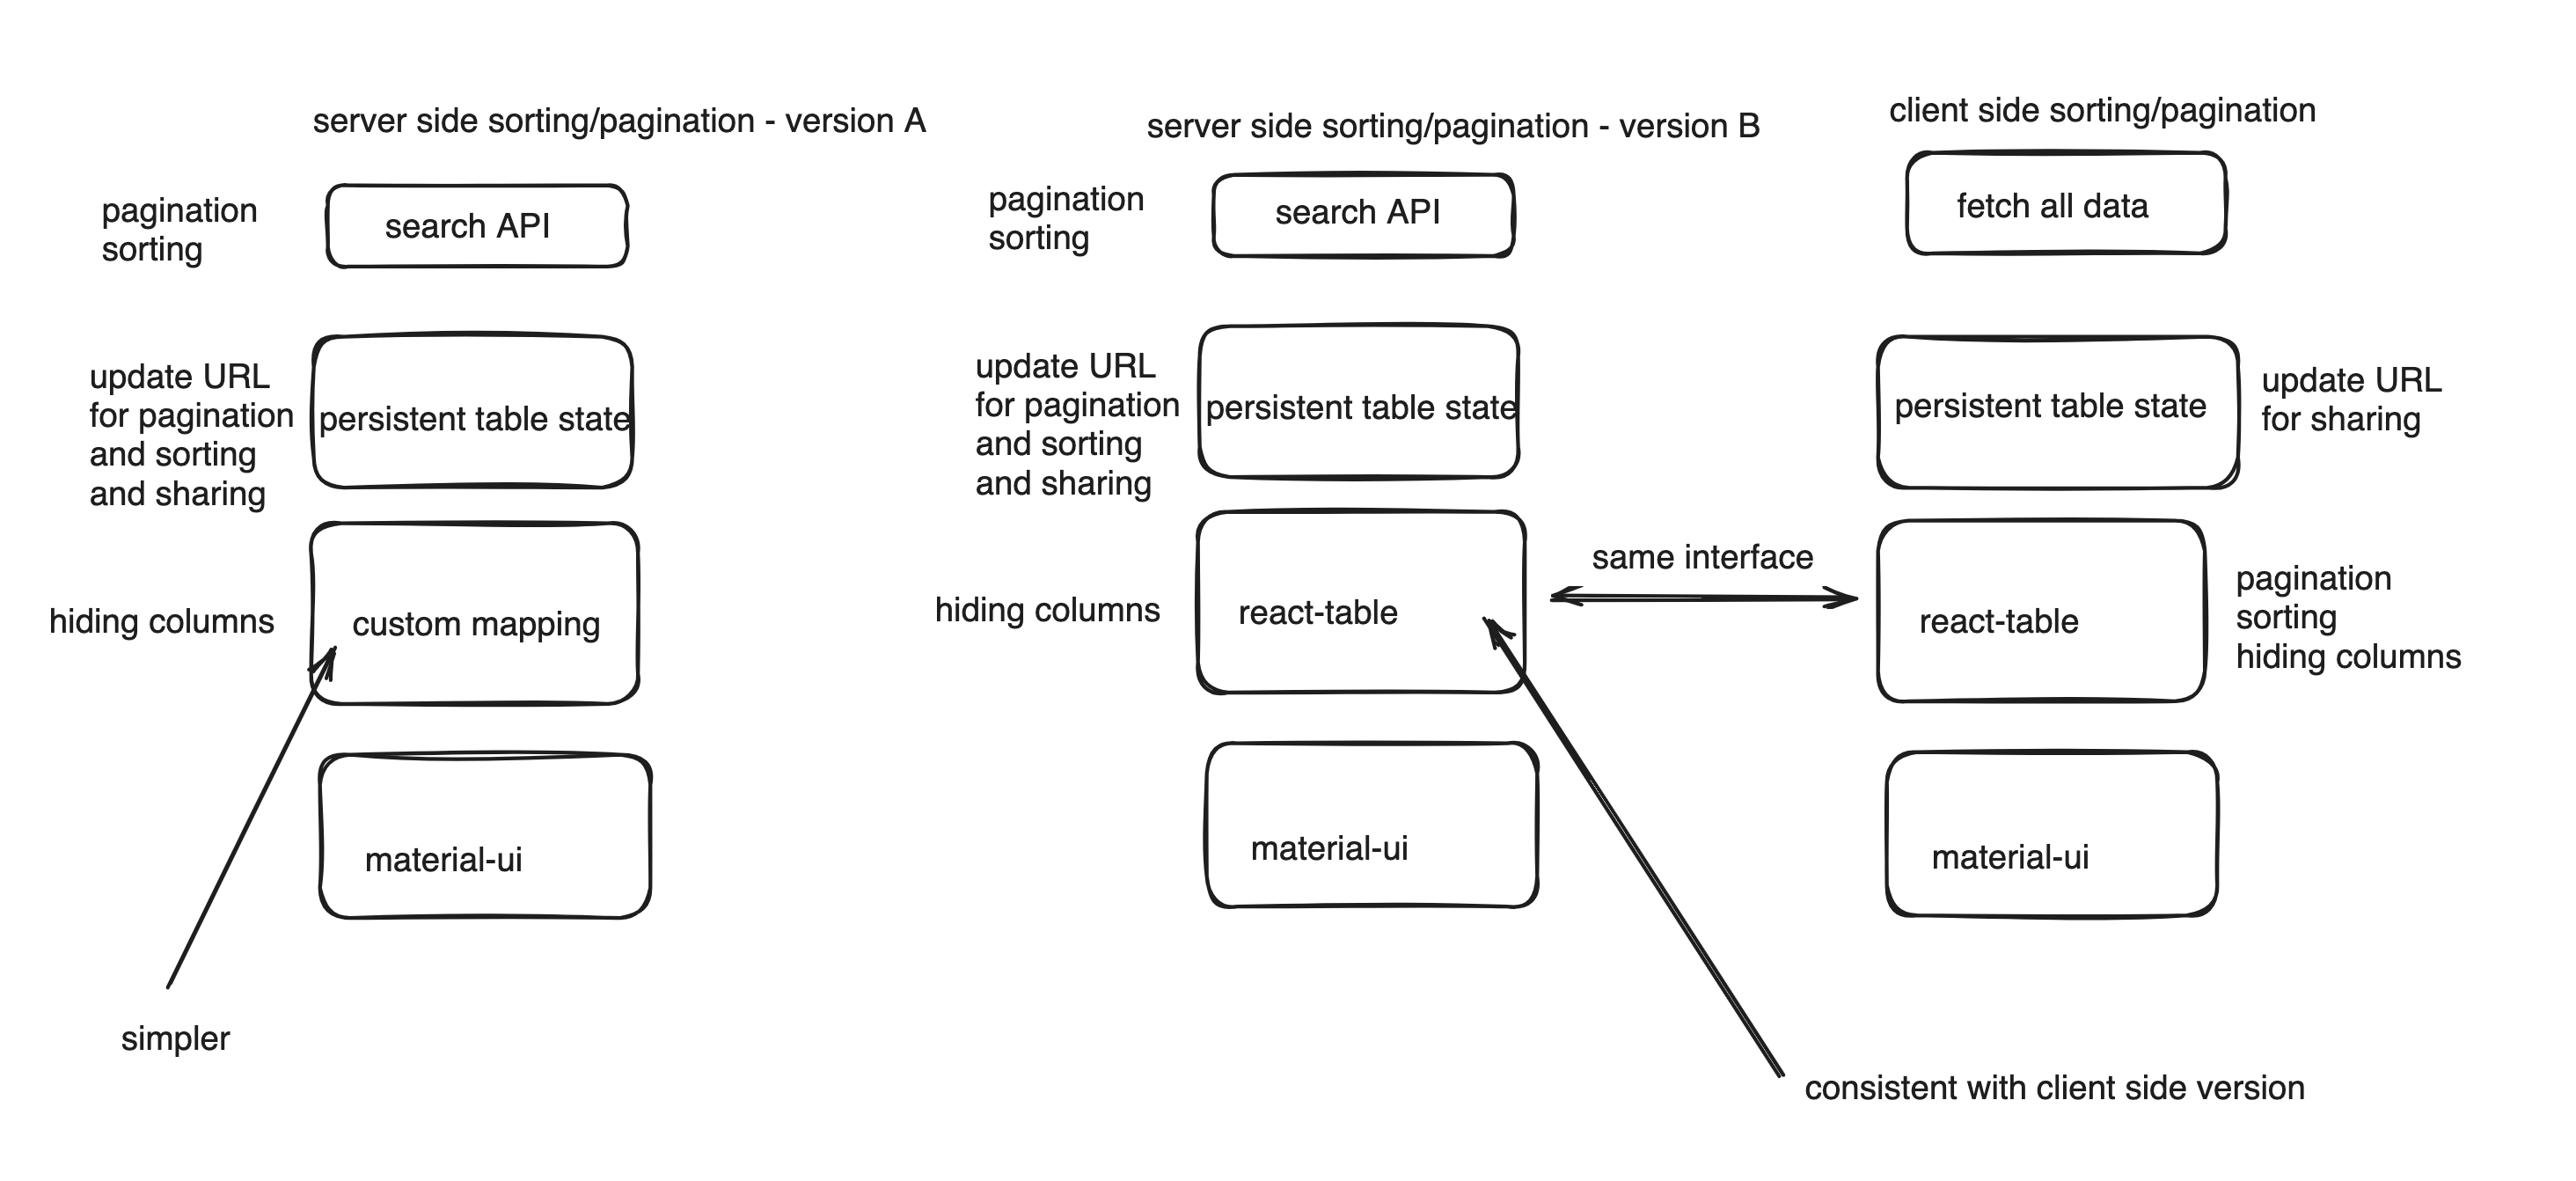 server side sorting/pagination - version A
pagination
sorting
search API
update URL
for pagination
and sorting
and sharing
persistent table state
hiding columns
custom mapping
material-ui
simpler
server side sorting/pagination - version B
pagination
sorting
search API
update URL
for pagination
and sorting
and sharing
persistent table state
hiding columns
react-table
material-ui
same interface
client side sorting/pagination
fetch all data
persistent table state
update URL
for sharing
react-table
pagination
sorting
hiding columns
material-ui
consistent with client side version